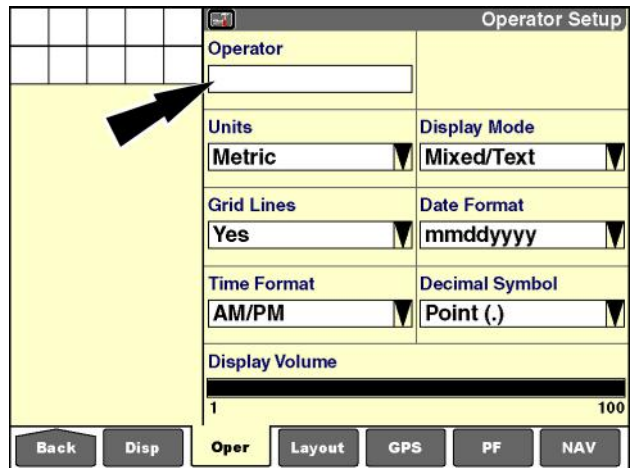 Operator Setup
Operator
Units
Display Mode
Metric
Mixed/Text
Grid Lines
Date Format
Yes
mmddyyyy
Time Format
Decimal Symbol
AM/PM
Point (.)
Display Volume
1
100
Back
Disp
Oper
Layout
GPS
PF
NAV